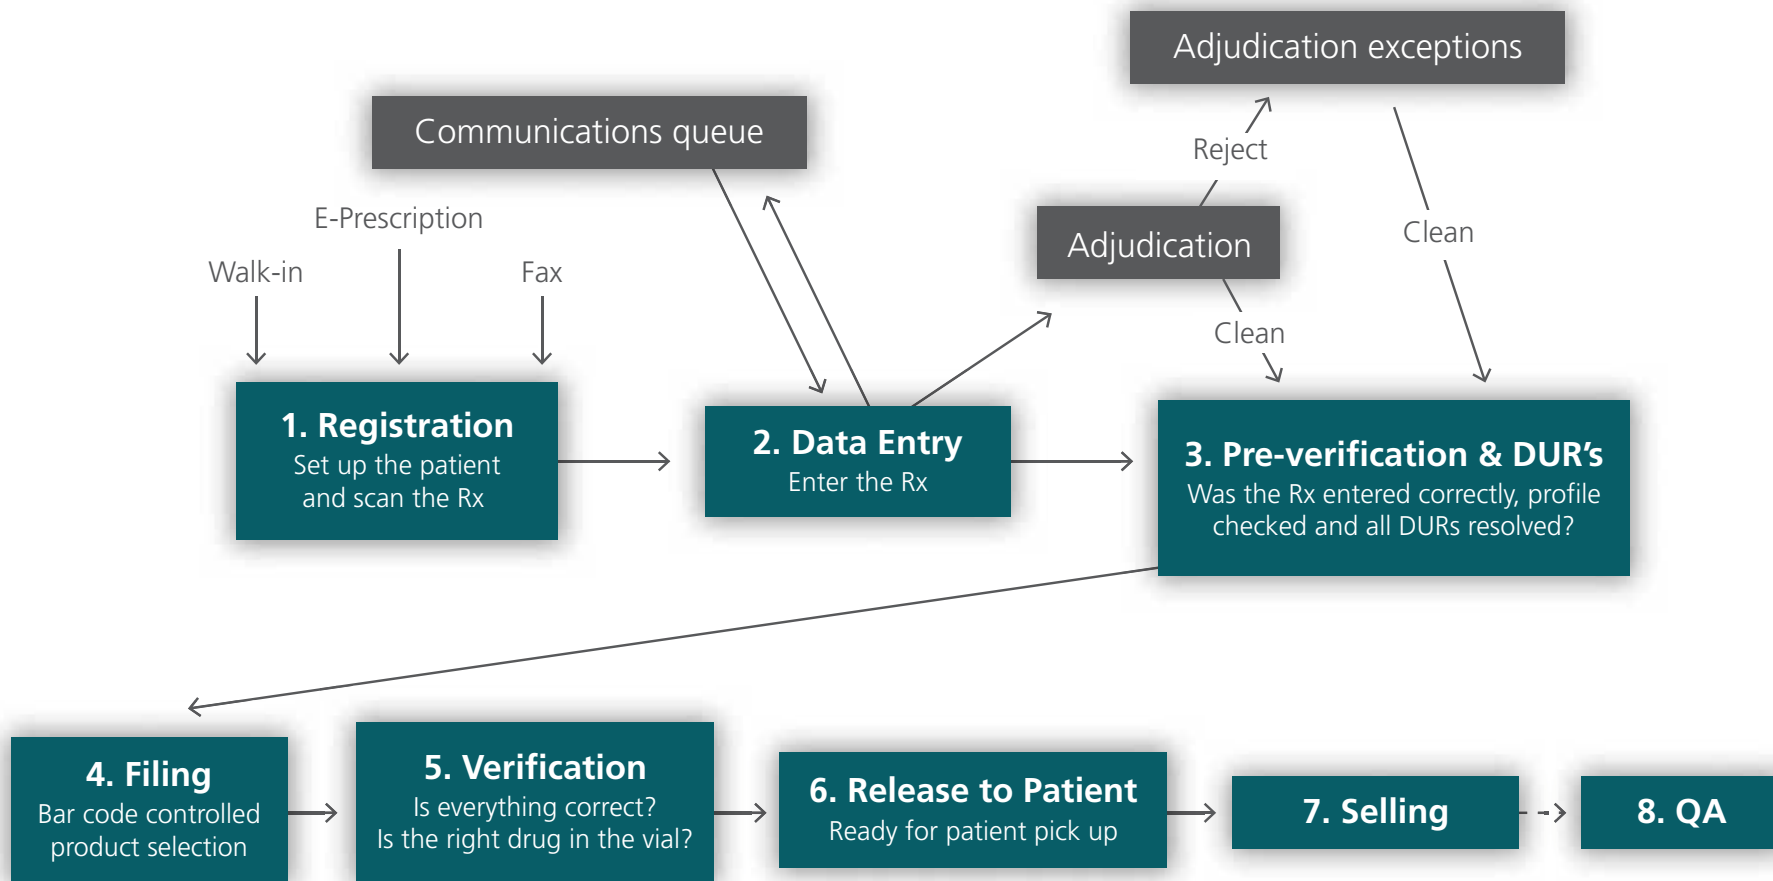 Adjudication exceptions
Communications queue
Reject
E-Prescription
Adjudication
Clean
Walk-in
Fax
Clean
1. Registration
Set up the patient
and scan the Rx
2. Data Entry
Enter the Rx
3. Pre-verification & DUR's
Was the Rx entered correctly, profile
checked and all DURs resolved?
4. Filing
Bar code controlled
product selection
5. Verification
Is everything correct?
Is the right drug in the vial?
6. Release to Patient
Ready for patient pick up
7. Selling
8. QA